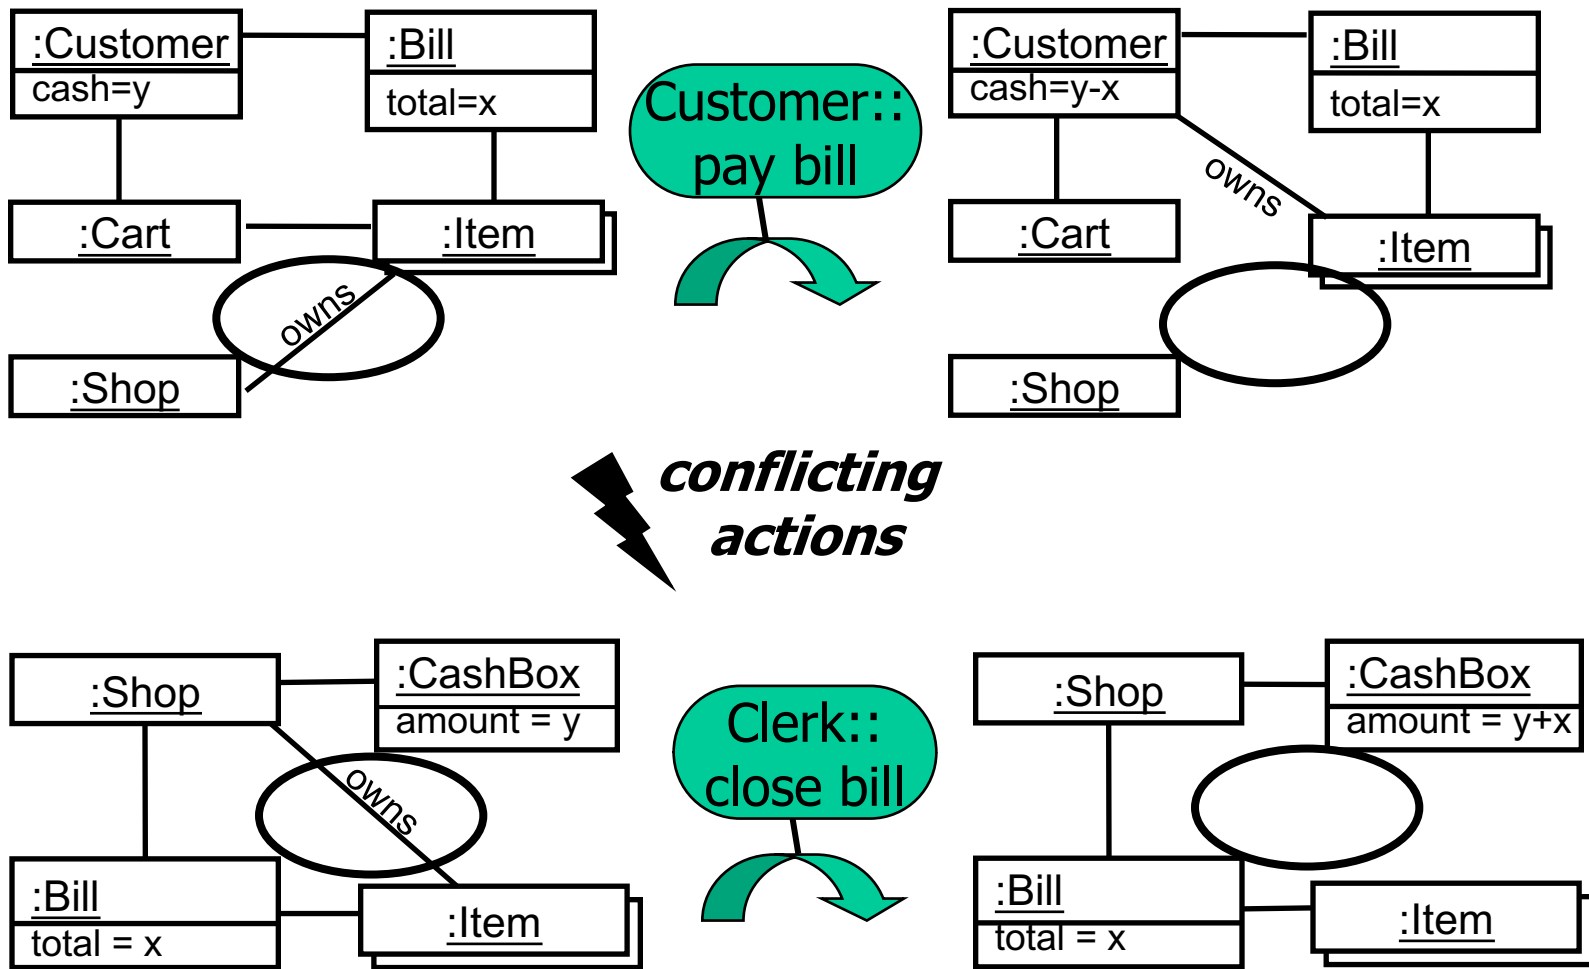 :Customer
cash=y
:Bill
total=x
:Cart
:Item
owns
:Shop
Customer::
pay bill
:Customer
cash=y-x
:Bill
total=x
owns
:Cart
:Item
:Shop
conflicting
actions
:Shop
:CashBox
amount = y
owns
:Bill
total = x
:Item
Clerk::
close bill
:Shop
:CashBox
amount = y+x
:Bill
total = x
:Item